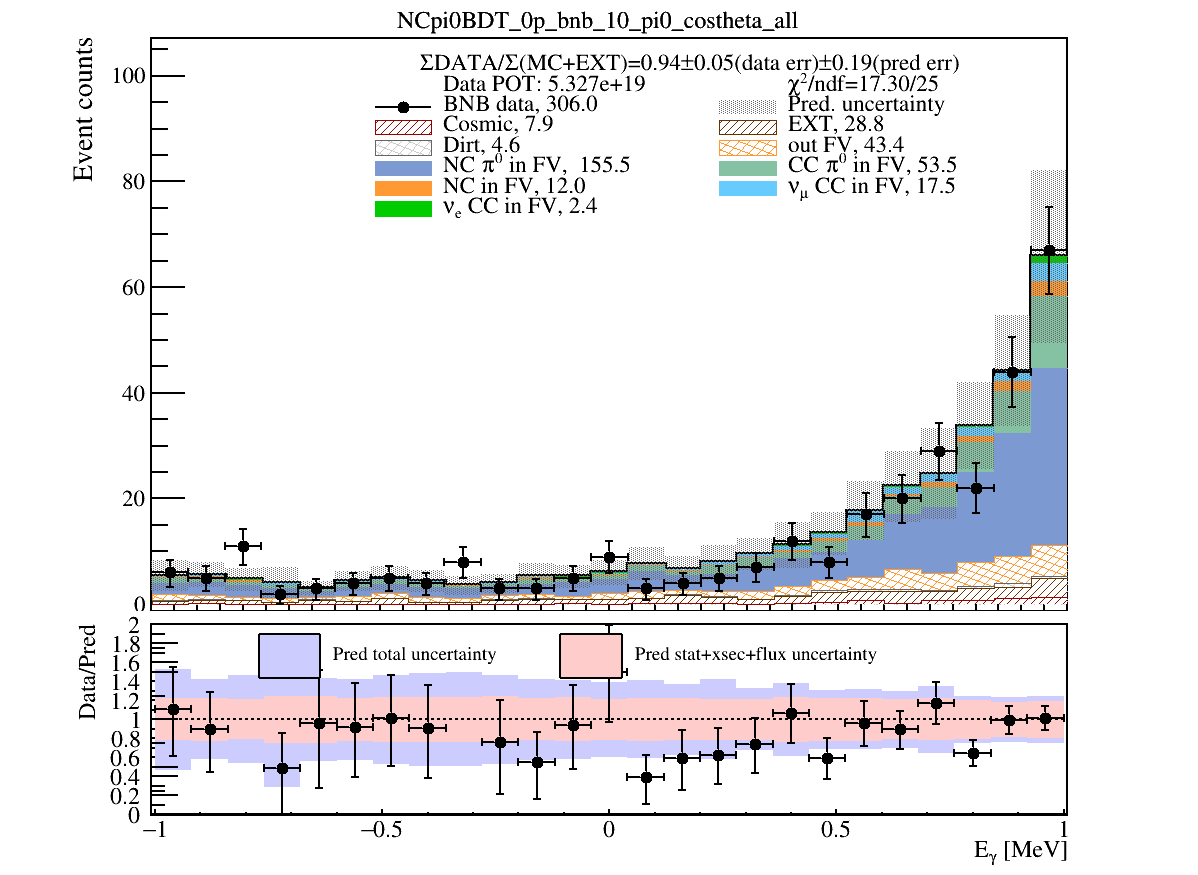 NCpi0BDT_0p_bnb_10_pi0_costheta_all
ΣDATA/Σ(MC+EXT)=0.94±0.05(data err)±0.19(pred err)
Data POT: 5.327e+19
χ²/ndf=17.30/25
BNB data, 306.0
Pred. uncertainty
Cosmic, 7.9
EXT, 28.8
Dirt, 4.6
out FV, 43.4
NC π⁰ in FV, 155.5
CC π⁰ in FV, 53.5
NC in FV, 12.0
νμ CC in FV, 17.5
νe CC in FV, 2.4
Event counts
100
80
60
40
20
0
Data/Pred
Pred total uncertainty
Pred stat+xsec+flux uncertainty
2
1.8
1.6
1.4
1.2
1
0.8
0.6
0.4
0.2
0
−1
−0.5
0
0.5
1
Eγ [MeV]